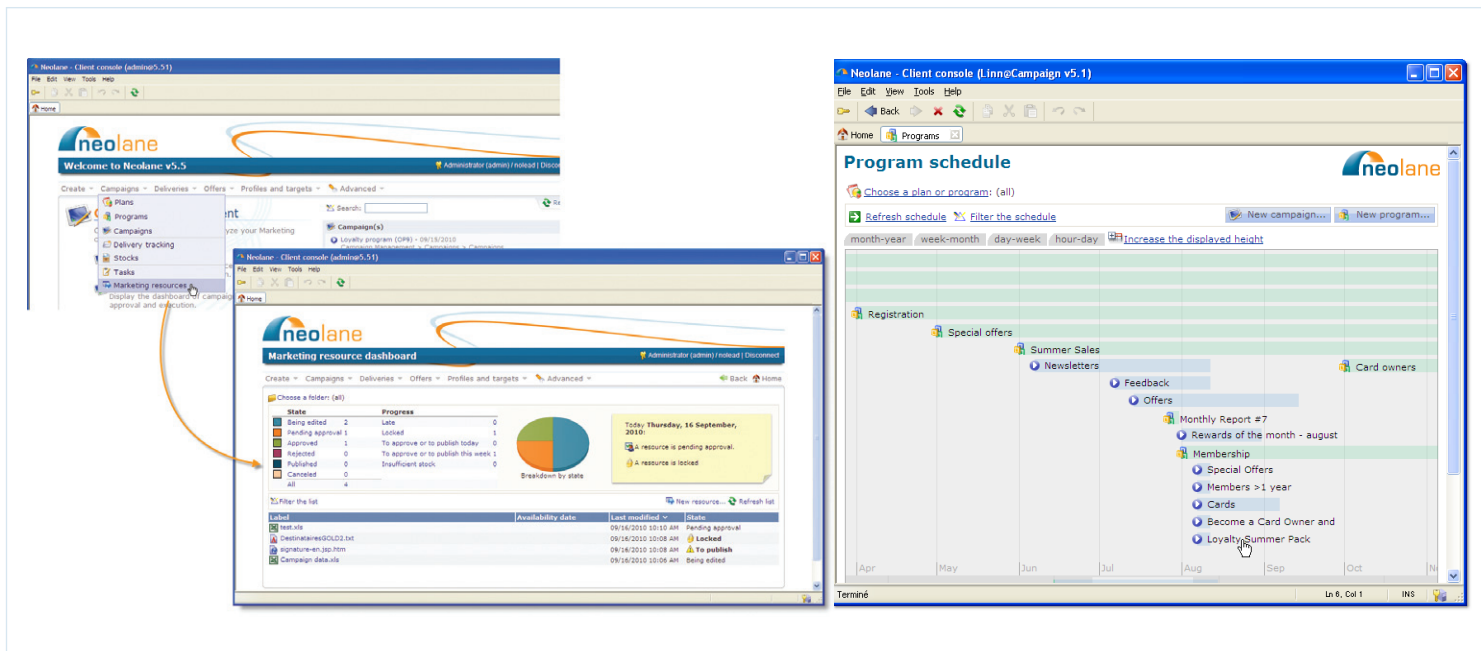 Neolane - Client console (admin@5.51)
File Edit View Tools Help
Home
neolane
Welcome to Neolane v5.5
Administrator (admin) / nolead |
Create Campaigns Deliveries Offers Profiles and targets Advanced
Plans
Programs
Campaigns
Delivery tracking
Stocks
Tasks
Marketing resources
Search:
Campaign(s)
Loyalty program (OP9) - 09/13/2010
Campaign Management > Campaigns > Campaigns
your Marketing
Display the dashboard of
approval and execution.
Neolane - Client console (admin@5.51)
File Edit View Tools Help
Home
neolane
Marketing resource dashboard
Administrator (admin) / nolead | Disconnect
Create Campaigns Deliveries Offers Profiles and targets Advanced
Back Home
Choose a folder: (all)
State Progress
Being edited 2 Late 0
Pending approval 1 Locked 1
Approved 1 To approve or to publish today 0
Rejected 0 To approve or to publish this week 1
Published 0 Insufficient stock 0
Canceled 0
All 4
Breakdown by state
Today Thursday, 16 September,
2010:
A resource is pending approval.
A resource is locked
Filter the list
New resource... Refresh list
Label Availability date Last modified State
test.xls 09/16/2010 10:10 AM Pending approval
DestinatairesGOLD2.txt 09/16/2010 10:08 AM Locked
signature-en.jsp.htm 09/16/2010 10:08 AM To publish
Campaign data.xls 09/16/2010 10:06 AM Being edited
Neolane - Client console (Linn@Campaign v5.1)
File Edit View Tools Help
Back
Home Programs
Program schedule
neolane
Choose a plan or program: (all)
Refresh schedule Filter the schedule
New campaign... New program...
month-year week-month day-week hour-day Increase the displayed height
Registration
Special offers
Summer Sales
Newsletters
Card owners
Feedback
Offers
Monthly Report #7
Rewards of the month - august
Membership
Special Offers
Members >1 year
Cards
Become a Card Owner and
Loyalty Summer Pack
Apr May Jun Jul Aug Sep Oct
Terminé
Ln 6, Col 1 INS